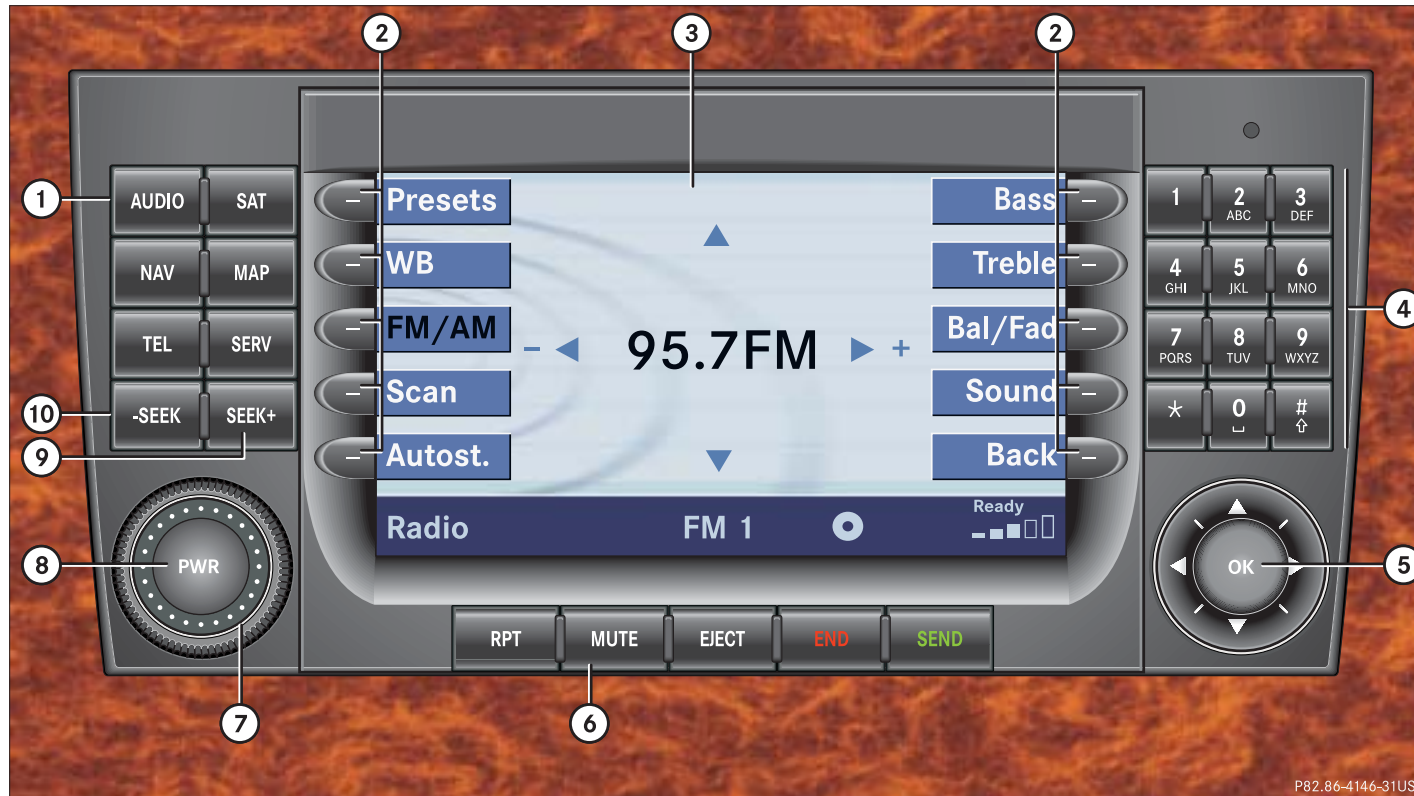 2 3 2
1 AUDIO SAT
NAV MAP
TEL SERV
10 -SEEK SEEK+
9
8 PWR
7
Presets
WB
FM/AM
Scan
Autost.
- 95.7FM +
Bass
Treble
Bal/Fad
Sound
Back
Radio FM 1 Ready
RPT MUTE EJECT END SEND
6
1 2 ABC 3 DEF
4 GHI 5 JKL 6 MNO
7 PQRS 8 TUV 9 WXYZ
* 0 ␣ # ⇧
4
OK 5
P82.86-4146-31US